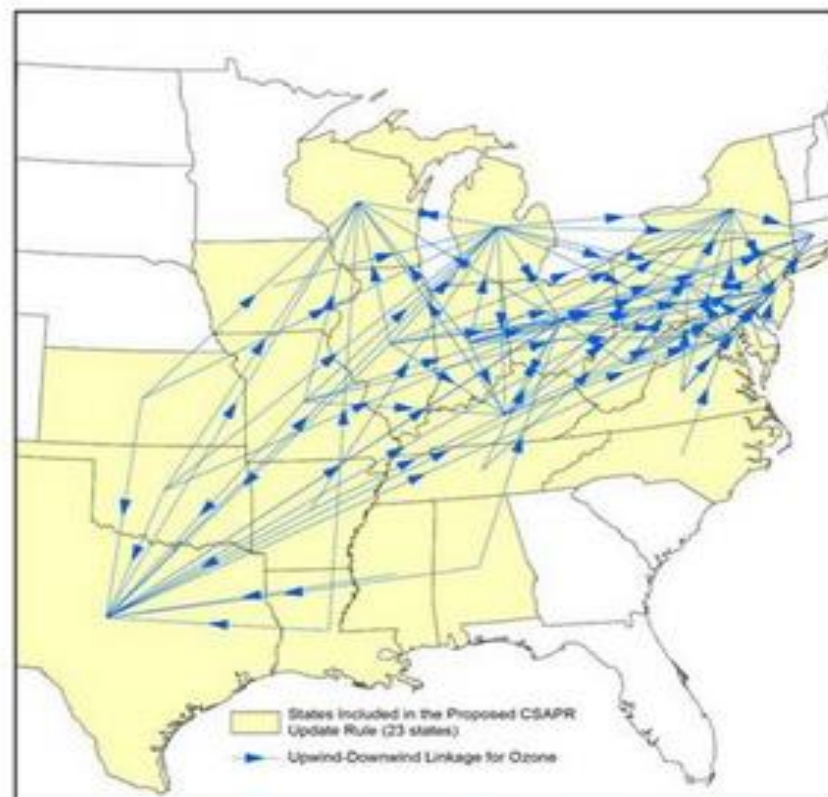 States Included in the Proposed CSAPR
Update Rule (23 states)
Upwind-Downwind Linkage for Ozone